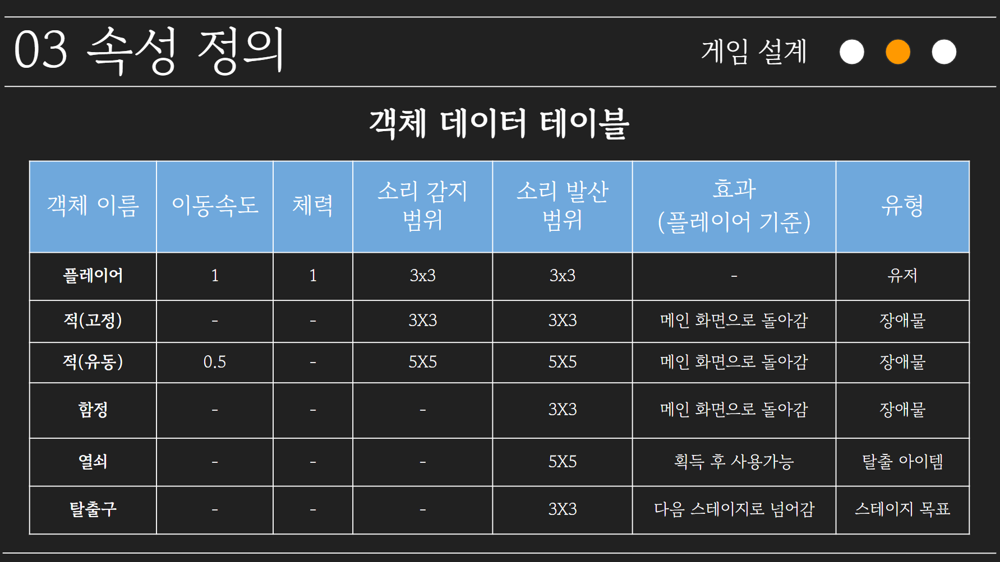 03 속성 정의
게임 설계
객체 데이터 테이블
객체 이름
이동속도
체력
소리 감지
범위
소리 발산
범위
효과
(플레이어 기준)
유형
플레이어
1
1
3x3
3x3
-
유저
적(고정)
-
-
3X3
3X3
메인 화면으로 돌아감
장애물
적(유동)
0.5
-
5X5
5X5
메인 화면으로 돌아감
장애물
함정
-
-
-
3X3
메인 화면으로 돌아감
장애물
열쇠
-
-
-
5X5
획득 후 사용가능
탈출 아이템
탈출구
-
-
-
3X3
다음 스테이지로 넘어감
스테이지 목표